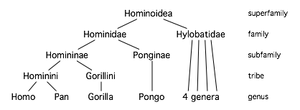 Hominoidea superfamily
Hominidae Hylobatidae family
Homininae Ponginae subfamily
Hominini Gorillini tribe
Homo Pan Gorilla Pongo 4 genera genus